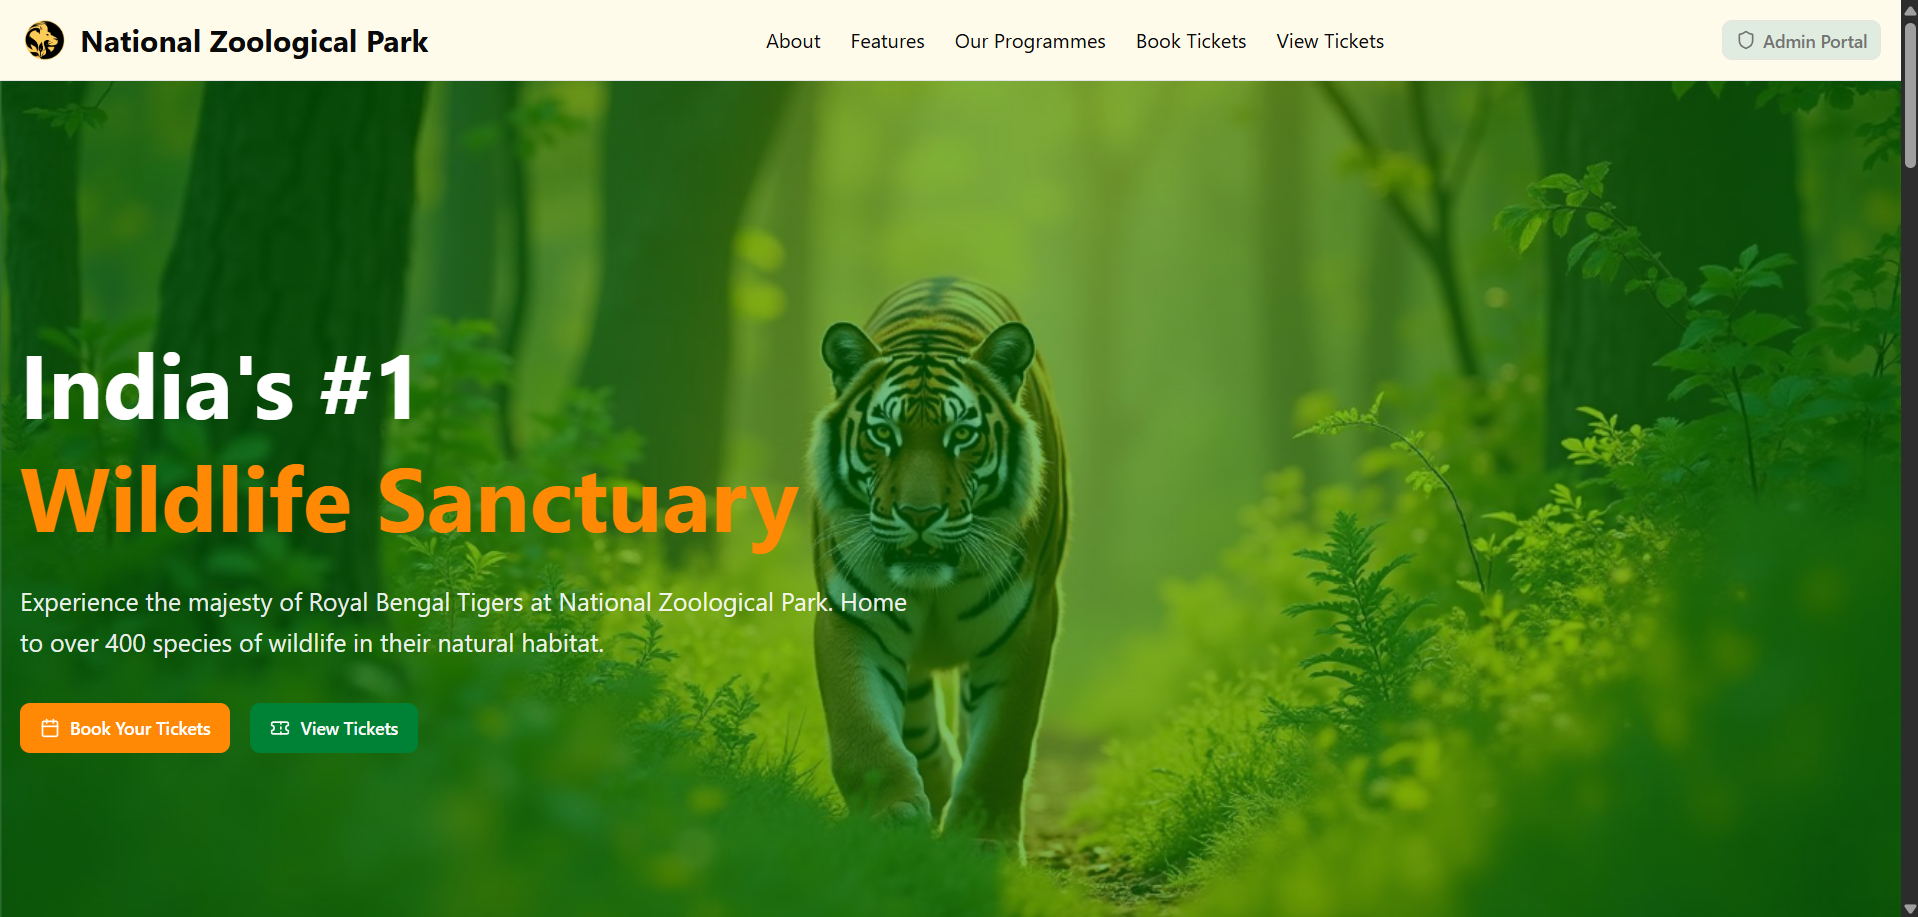 National Zoological Park
About
Features
Our Programmes
Book Tickets
View Tickets
Admin Portal
India's #1
Wildlife Sanctuary
Experience the majesty of Royal Bengal Tigers at National Zoological Park. Home
to over 400 species of wildlife in their natural habitat.
Book Your Tickets
View Tickets